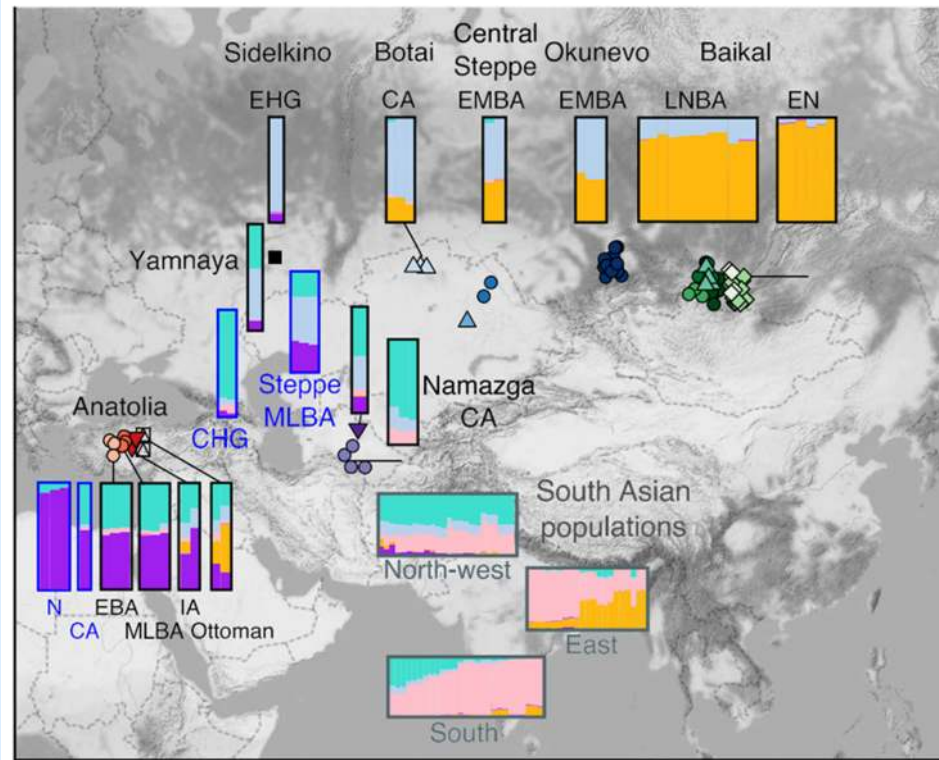 Sidelkino
Botai
Central
Steppe
Okunevo
Baikal
EHG
CA
EMBA
EMBA
LNBA
EN
Yamnaya
Steppe
MLBA
Namazga
CA
CHG
Anatolia
South Asian
populations
North-west
N
EBA
IA
CA
MLBA Ottoman
East
South